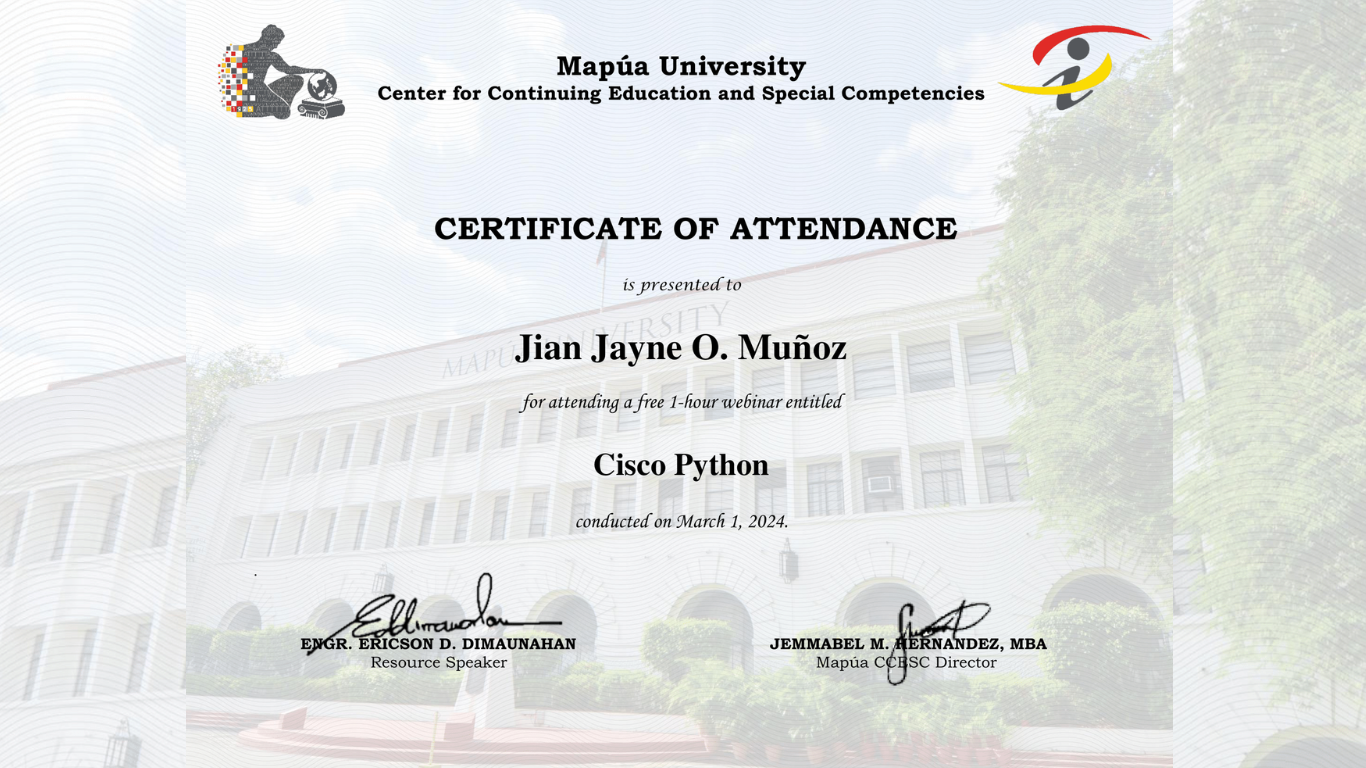 Mapúa University
Center for Continuing Education and Special Competencies
CERTIFICATE OF ATTENDANCE
is presented to
MAPÚA UNIVERSITY
Jian Jayne O. Muñoz
for attending a free 1-hour webinar entitled
Cisco Python
conducted on March 1, 2024.
ENGR. ERICSON D. DIMAUNAHAN
Resource Speaker
JEMMABEL M. HERNANDEZ, MBA
Mapúa CCESC Director